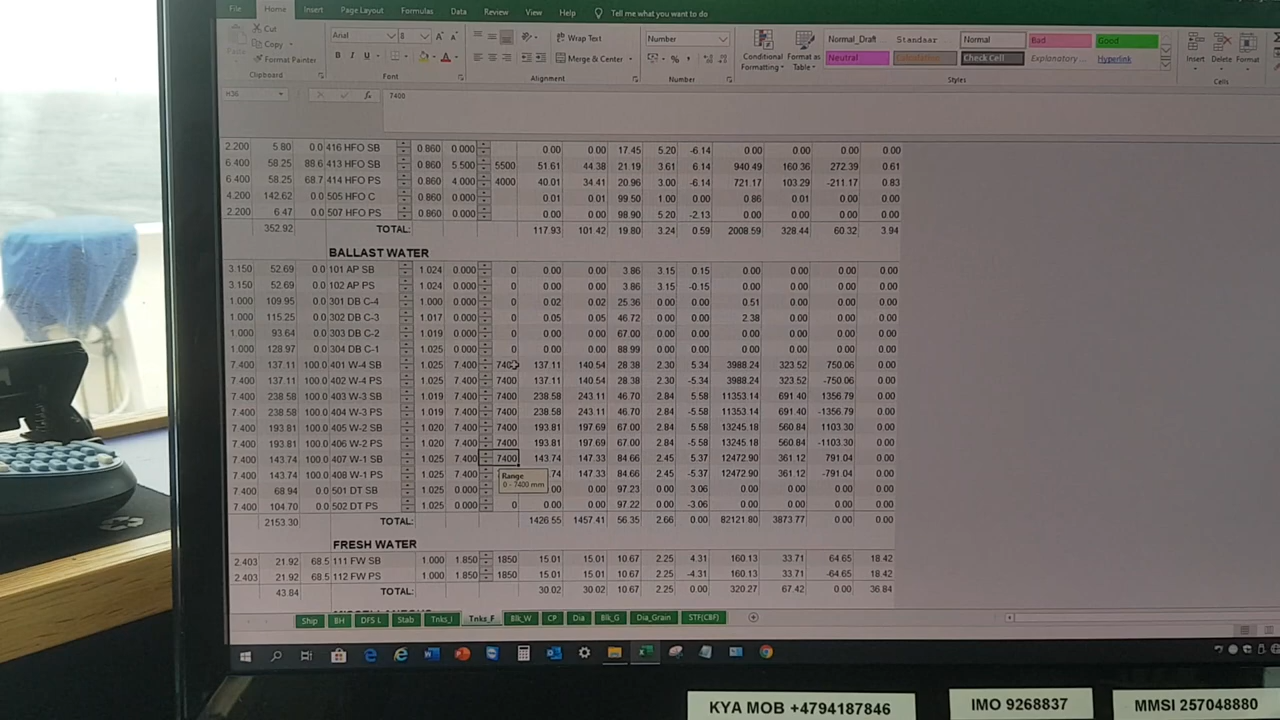 File Home Insert Page Layout Formulas Data Review View Help Tell me what you want to do
Cut
Copy
Paste
Format Painter
Clipboard
Arial 8
B I U
Font
Wrap Text
Merge & Center
Alignment
Number
Number
Conditional Formatting
Format as Table
Normal_Draft Standaar Normal Bad Good
Neutral Calculation Check Cell Explanatory ... Hyperlink
Styles
Insert Delete Format
Cells
H36 7400
2.200 5.80 0.0 416 HFO SB 0.860 0.000 0.00 0.00 17.45 5.20 -6.14 0.00 0.00 0.00 0.00
6.400 58.25 88.6 413 HFO SB 0.860 5.500 5500 51.61 44.38 21.19 3.61 6.14 940.49 160.36 272.39 0.61
6.400 58.25 68.7 414 HFO PS 0.860 4.000 4000 40.01 34.41 20.96 3.00 -6.14 721.17 103.29 -211.17 0.83
4.200 142.62 0.0 505 HFO C 0.860 0.000 0.01 0.01 99.50 1.00 0.00 0.86 0.01 0.00 0.00
2.200 6.47 0.0 507 HFO PS 0.860 0.000 0.00 0.00 98.90 5.20 -2.13 0.00 0.00 0.00 0.00
352.92 TOTAL: 117.93 101.42 19.80 3.24 0.59 2008.59 328.44 60.32 3.94
BALLAST WATER
3.150 52.69 0.0 101 AP SB 1.024 0.000 0 0.00 0.00 3.86 3.15 0.15 0.00 0.00 0.00 0.00
3.150 52.69 0.0 102 AP PS 1.024 0.000 0 0.00 0.00 3.86 3.15 -0.15 0.00 0.00 0.00 0.00
1.000 109.95 0.0 301 DB C-4 1.000 0.000 0 0.02 0.02 25.36 0.00 0.00 0.51 0.00 0.00 0.00
1.000 115.25 0.0 302 DB C-3 1.017 0.000 0 0.05 0.05 46.72 0.00 0.00 2.38 0.00 0.00 0.00
1.000 93.64 0.0 303 DB C-2 1.019 0.000 0 0.00 0.00 67.00 0.00 0.00 0.00 0.00 0.00 0.00
1.000 128.97 0.0 304 DB C-1 1.025 0.000 0 0.00 0.00 88.99 0.00 0.00 0.00 0.00 0.00 0.00
7.400 137.11 100.0 401 W-4 SB 1.025 7.400 7400 137.11 140.54 28.38 2.30 5.34 3988.24 323.52 750.06 0.00
7.400 137.11 100.0 402 W-4 PS 1.025 7.400 7400 137.11 140.54 28.38 2.30 -5.34 3988.24 323.52 -750.06 0.00
7.400 238.58 100.0 403 W-3 SB 1.019 7.400 7400 238.58 243.11 46.70 2.84 5.58 11353.14 691.40 1356.79 0.00
7.400 238.58 100.0 404 W-3 PS 1.019 7.400 7400 238.58 243.11 46.70 2.84 -5.58 11353.14 691.40 -1356.79 0.00
7.400 193.81 100.0 405 W-2 SB 1.020 7.400 7400 193.81 197.69 67.00 2.84 5.58 13245.18 560.84 1103.30 0.00
7.400 193.81 100.0 406 W-2 PS 1.020 7.400 7400 193.81 197.69 67.00 2.84 -5.58 13245.18 560.84 -1103.30 0.00
7.400 143.74 100.0 407 W-1 SB 1.025 7.400 7400 143.74 147.33 84.66 2.45 5.37 12472.90 361.12 791.04 0.00
7.400 143.74 100.0 408 W-1 PS 1.025 7.400 74 147.33 84.66 2.45 -5.37 12472.90 361.12 -791.04 0.00
Range
0 - 7400 mm
7.400 68.94 0.0 501 DT SB 1.025 0.000 00 0.00 97.23 3.06 0.00 0.00 0.00 0.00
7.400 104.70 0.0 502 DT PS 1.025 0.000 0 0.00 0.00 97.22 0.00 -3.06 0.00 0.00 0.00 0.00
2153.30 TOTAL: 1426.55 1457.41 56.35 2.66 0.00 82121.80 3873.77 0.00 0.00
FRESH WATER
2.403 21.92 68.5 111 FW SB 1.000 1.850 1850 15.01 15.01 10.67 2.25 4.31 160.13 33.71 64.65 18.42
2.403 21.92 68.5 112 FW PS 1.000 1.850 1850 15.01 15.01 10.67 2.25 -4.31 160.13 33.71 -64.65 18.42
43.84 TOTAL: 30.02 30.02 10.67 2.25 0.00 320.27 67.42 0.00 36.84
Ship BH DFS L Stab Tnks_I Tnks_F Blk_W CP Dia Blk_G Dia_Grain STF(CBF)
KYA MOB +4794187846
IMO 9268837
MMSI 257048880